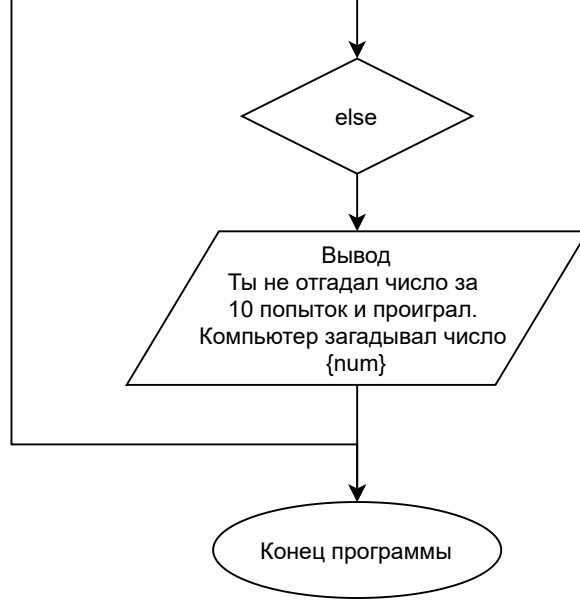 else
Вывод
Ты не отгадал число за
10 попыток и проиграл.
Компьютер загадывал число
{num}
Конец программы